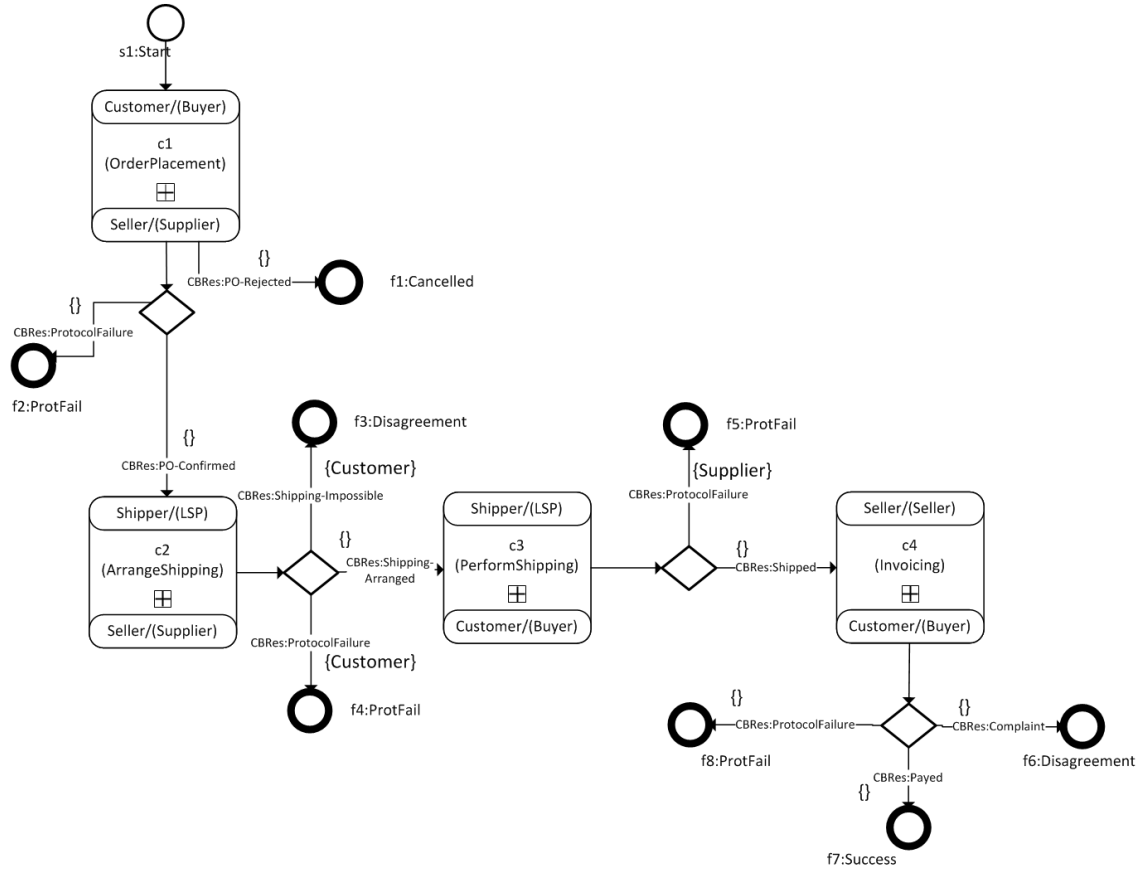 s1:Start
Customer/(Buyer)
c1
(OrderPlacement)
Seller/(Supplier)
{}
CBRes:PO-Rejected
f1:Cancelled
{}
CBRes:ProtocolFailure
f2:ProtFail
{}
CBRes:PO-Confirmed
f3:Disagreement
{Customer}
CBRes:Shipping-Impossible
f5:ProtFail
{Supplier}
CBRes:ProtocolFailure
Shipper/(LSP)
c2
(ArrangeShipping)
Seller/(Supplier)
{}
CBRes:Shipping-
Arranged
CBRes:ProtocolFailure
{Customer}
f4:ProtFail
Shipper/(LSP)
c3
(PerformShipping)
Customer/(Buyer)
{}
CBRes:Shipped
Seller/(Seller)
c4
(Invoicing)
Customer/(Buyer)
{}
CBRes:ProtocolFailure
f8:ProtFail
{}
CBRes:Complaint
f6:Disagreement
CBRes:Payed
{}
f7:Success